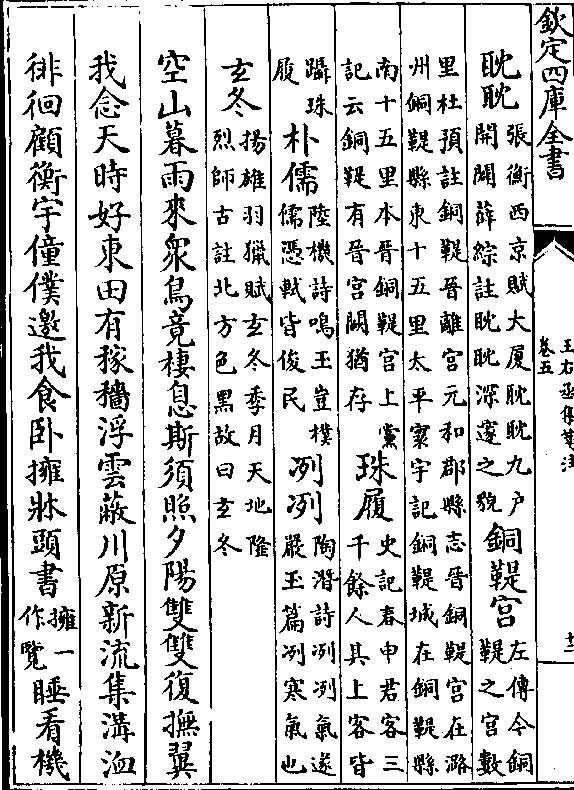 欽定四庫全書
王右丞集箋注
卷五
眈眈張衡西京賦大厦眈眈九户
開闢薛綜註眈眈深邃之貌銅鞮宫左傳今銅
鞮之宫數
里杜預註銅鞮晉離宫元和郡縣志晉銅鞮宫在潞
州銅鞮縣東十五里太平寰宇記銅鞮城在銅鞮縣
南十五里本晉銅鞮宫上黨
記云銅鞮有晉宫闕猶存珠履史記春申君客三
千餘人其上客皆
躡珠
履朴儒陸機詩鳴玉豈樸
儒憑軾皆俊民冽冽陶潛詩冽冽氣遂
嚴玉篇冽寒氣也
玄冬揚雄羽獵賦玄冬季月天地隆
烈師古註北方色黑故曰玄冬
空山暮雨來衆鳥竟棲息斯須照夕陽雙雙復撫翼
我念天時好東田有稼穡浮雲蔽川原新流集溝洫
徘徊顧衡宇僮僕邀我食卧擁牀頭書擁一
作覽睡看機